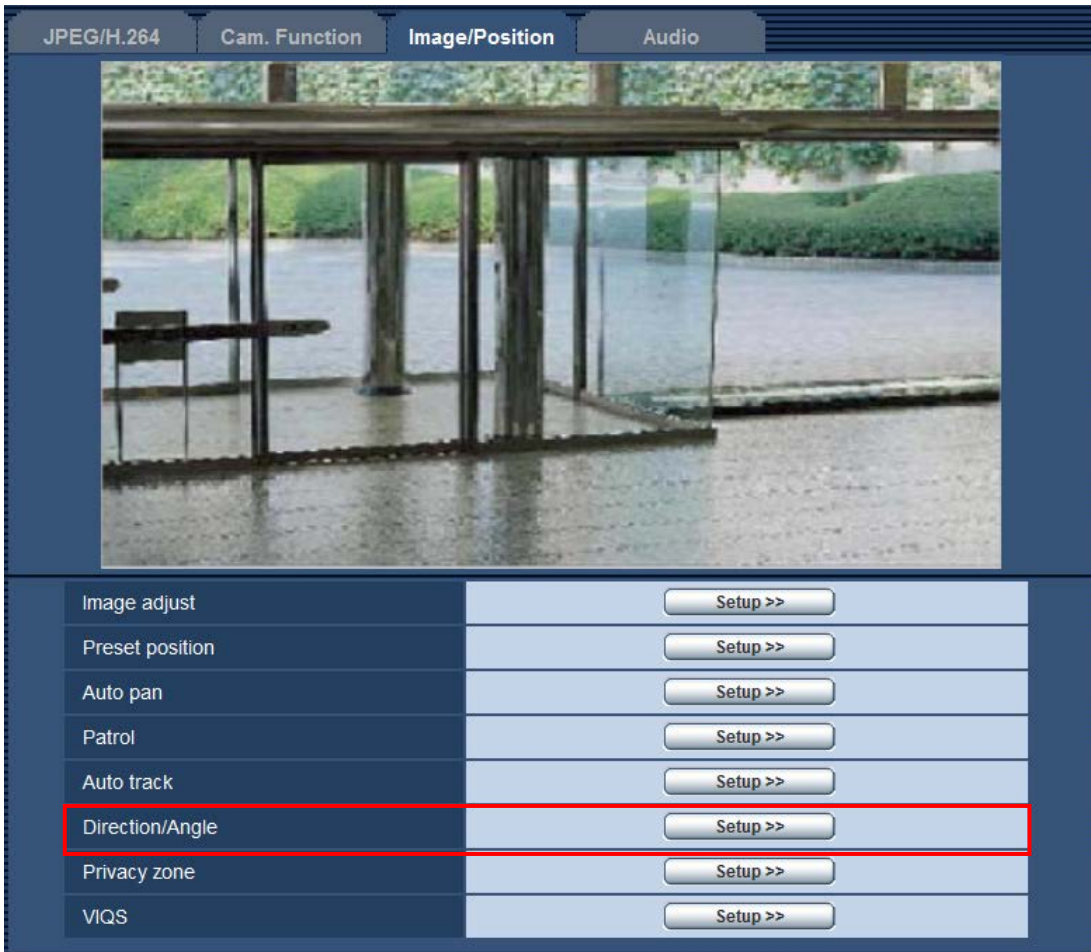 JPEG/H.264 Cam. Function Image/Position Audio
Image adjust Setup >>
Preset position Setup >>
Auto pan Setup >>
Patrol Setup >>
Auto track Setup >>
Direction/Angle Setup >>
Privacy zone Setup >>
VIQS Setup >>